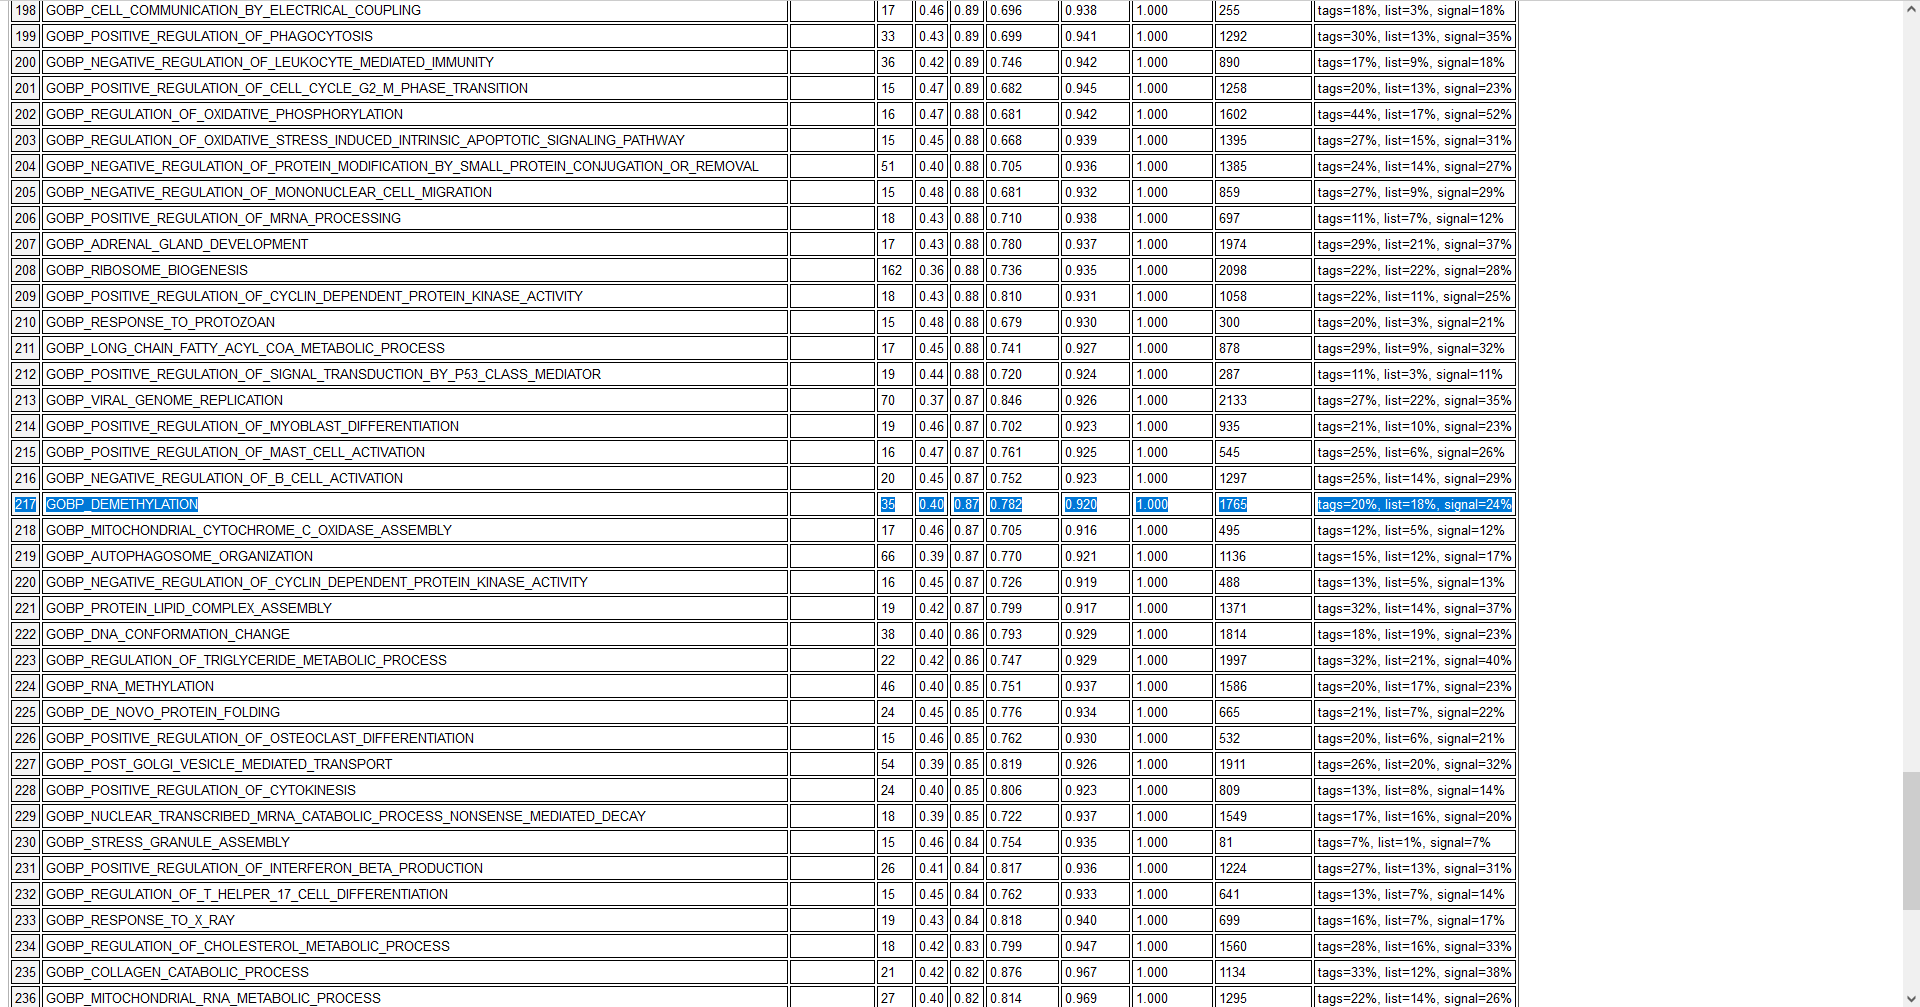 198 GOBP_CELL_COMMUNICATION_BY_ELECTRICAL_COUPLING 17 0.46 0.89 0.696 0.938 1.000 255 tags=18%, list=3%, signal=18%
199 GOBP_POSITIVE_REGULATION_OF_PHAGOCYTOSIS 33 0.43 0.89 0.699 0.941 1.000 1292 tags=30%, list=13%, signal=35%
200 GOBP_NEGATIVE_REGULATION_OF_LEUKOCYTE_MEDIATED_IMMUNITY 36 0.42 0.89 0.746 0.942 1.000 890 tags=17%, list=9%, signal=18%
201 GOBP_POSITIVE_REGULATION_OF_CELL_CYCLE_G2_M_PHASE_TRANSITION 15 0.47 0.89 0.682 0.945 1.000 1258 tags=20%, list=13%, signal=23%
202 GOBP_REGULATION_OF_OXIDATIVE_PHOSPHORYLATION 16 0.47 0.88 0.681 0.942 1.000 1602 tags=44%, list=17%, signal=52%
203 GOBP_REGULATION_OF_OXIDATIVE_STRESS_INDUCED_INTRINSIC_APOPTOTIC_SIGNALING_PATHWAY 15 0.45 0.88 0.668 0.939 1.000 1395 tags=27%, list=15%, signal=31%
204 GOBP_NEGATIVE_REGULATION_OF_PROTEIN_MODIFICATION_BY_SMALL_PROTEIN_CONJUGATION_OR_REMOVAL 51 0.40 0.88 0.705 0.936 1.000 1385 tags=24%, list=14%, signal=27%
205 GOBP_NEGATIVE_REGULATION_OF_MONONUCLEAR_CELL_MIGRATION 15 0.48 0.88 0.681 0.932 1.000 859 tags=27%, list=9%, signal=29%
206 GOBP_POSITIVE_REGULATION_OF_MRNA_PROCESSING 18 0.43 0.88 0.710 0.938 1.000 697 tags=11%, list=7%, signal=12%
207 GOBP_ADRENAL_GLAND_DEVELOPMENT 17 0.43 0.88 0.780 0.937 1.000 1974 tags=29%, list=21%, signal=37%
208 GOBP_RIBOSOME_BIOGENESIS 162 0.36 0.88 0.736 0.935 1.000 2098 tags=22%, list=22%, signal=28%
209 GOBP_POSITIVE_REGULATION_OF_CYCLIN_DEPENDENT_PROTEIN_KINASE_ACTIVITY 18 0.43 0.88 0.810 0.931 1.000 1058 tags=22%, list=11%, signal=25%
210 GOBP_RESPONSE_TO_PROTOZOAN 15 0.48 0.88 0.679 0.930 1.000 300 tags=20%, list=3%, signal=21%
211 GOBP_LONG_CHAIN_FATTY_ACYL_COA_METABOLIC_PROCESS 17 0.45 0.88 0.741 0.927 1.000 878 tags=29%, list=9%, signal=32%
212 GOBP_POSITIVE_REGULATION_OF_SIGNAL_TRANSDUCTION_BY_P53_CLASS_MEDIATOR 19 0.44 0.88 0.720 0.924 1.000 287 tags=11%, list=3%, signal=11%
213 GOBP_VIRAL_GENOME_REPLICATION 70 0.37 0.87 0.846 0.926 1.000 2133 tags=27%, list=22%, signal=35%
214 GOBP_POSITIVE_REGULATION_OF_MYOBLAST_DIFFERENTIATION 19 0.46 0.87 0.702 0.923 1.000 935 tags=21%, list=10%, signal=23%
215 GOBP_POSITIVE_REGULATION_OF_MAST_CELL_ACTIVATION 16 0.47 0.87 0.761 0.925 1.000 545 tags=25%, list=6%, signal=26%
216 GOBP_NEGATIVE_REGULATION_OF_B_CELL_ACTIVATION 20 0.45 0.87 0.752 0.923 1.000 1297 tags=25%, list=14%, signal=29%
217 GOBP_DEMETHYLATION 35 0.40 0.87 0.782 0.920 1.000 1765 tags=20%, list=18%, signal=24%
218 GOBP_MITOCHONDRIAL_CYTOCHROME_C_OXIDASE_ASSEMBLY 17 0.46 0.87 0.705 0.916 1.000 495 tags=12%, list=5%, signal=12%
219 GOBP_AUTOPHAGOSOME_ORGANIZATION 66 0.39 0.87 0.770 0.921 1.000 1136 tags=15%, list=12%, signal=17%
220 GOBP_NEGATIVE_REGULATION_OF_CYCLIN_DEPENDENT_PROTEIN_KINASE_ACTIVITY 16 0.45 0.87 0.726 0.919 1.000 488 tags=13%, list=5%, signal=13%
221 GOBP_PROTEIN_LIPID_COMPLEX_ASSEMBLY 19 0.42 0.87 0.799 0.917 1.000 1371 tags=32%, list=14%, signal=37%
222 GOBP_DNA_CONFORMATION_CHANGE 38 0.40 0.86 0.793 0.929 1.000 1814 tags=18%, list=19%, signal=23%
223 GOBP_REGULATION_OF_TRIGLYCERIDE_METABOLIC_PROCESS 22 0.42 0.86 0.747 0.929 1.000 1997 tags=32%, list=21%, signal=40%
224 GOBP_RNA_METHYLATION 46 0.40 0.85 0.751 0.937 1.000 1586 tags=20%, list=17%, signal=23%
225 GOBP_DE_NOVO_PROTEIN_FOLDING 24 0.45 0.85 0.776 0.934 1.000 665 tags=21%, list=7%, signal=22%
226 GOBP_POSITIVE_REGULATION_OF_OSTEOCLAST_DIFFERENTIATION 15 0.46 0.85 0.762 0.930 1.000 532 tags=20%, list=6%, signal=21%
227 GOBP_POST_GOLGI_VESICLE_MEDIATED_TRANSPORT 54 0.39 0.85 0.819 0.926 1.000 1911 tags=26%, list=20%, signal=32%
228 GOBP_POSITIVE_REGULATION_OF_CYTOKINESIS 24 0.40 0.85 0.806 0.923 1.000 809 tags=13%, list=8%, signal=14%
229 GOBP_NUCLEAR_TRANSCRIBED_MRNA_CATABOLIC_PROCESS_NONSENSE_MEDIATED_DECAY 18 0.39 0.85 0.722 0.937 1.000 1549 tags=17%, list=16%, signal=20%
230 GOBP_STRESS_GRANULE_ASSEMBLY 15 0.46 0.84 0.754 0.935 1.000 81 tags=7%, list=1%, signal=7%
231 GOBP_POSITIVE_REGULATION_OF_INTERFERON_BETA_PRODUCTION 26 0.41 0.84 0.817 0.936 1.000 1224 tags=27%, list=13%, signal=31%
232 GOBP_REGULATION_OF_T_HELPER_17_CELL_DIFFERENTIATION 15 0.45 0.84 0.762 0.933 1.000 641 tags=13%, list=7%, signal=14%
233 GOBP_RESPONSE_TO_X_RAY 19 0.43 0.84 0.818 0.940 1.000 699 tags=16%, list=7%, signal=17%
234 GOBP_REGULATION_OF_CHOLESTEROL_METABOLIC_PROCESS 18 0.42 0.83 0.799 0.947 1.000 1560 tags=28%, list=16%, signal=33%
235 GOBP_COLLAGEN_CATABOLIC_PROCESS 21 0.42 0.82 0.876 0.967 1.000 1134 tags=33%, list=12%, signal=38%
236 GOBP_MITOCHONDRIAL_RNA_METABOLIC_PROCESS 27 0.40 0.82 0.814 0.969 1.000 1295 tags=22%, list=14%, signal=26%